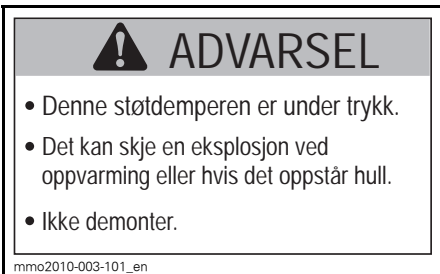 ADVARSEL
• Denne støtdemperen er under trykk.
• Det kan skje en eksplosjon ved
oppvarming eller hvis det oppstår hull.
• Ikke demonter.
mmo2010-003-101_en